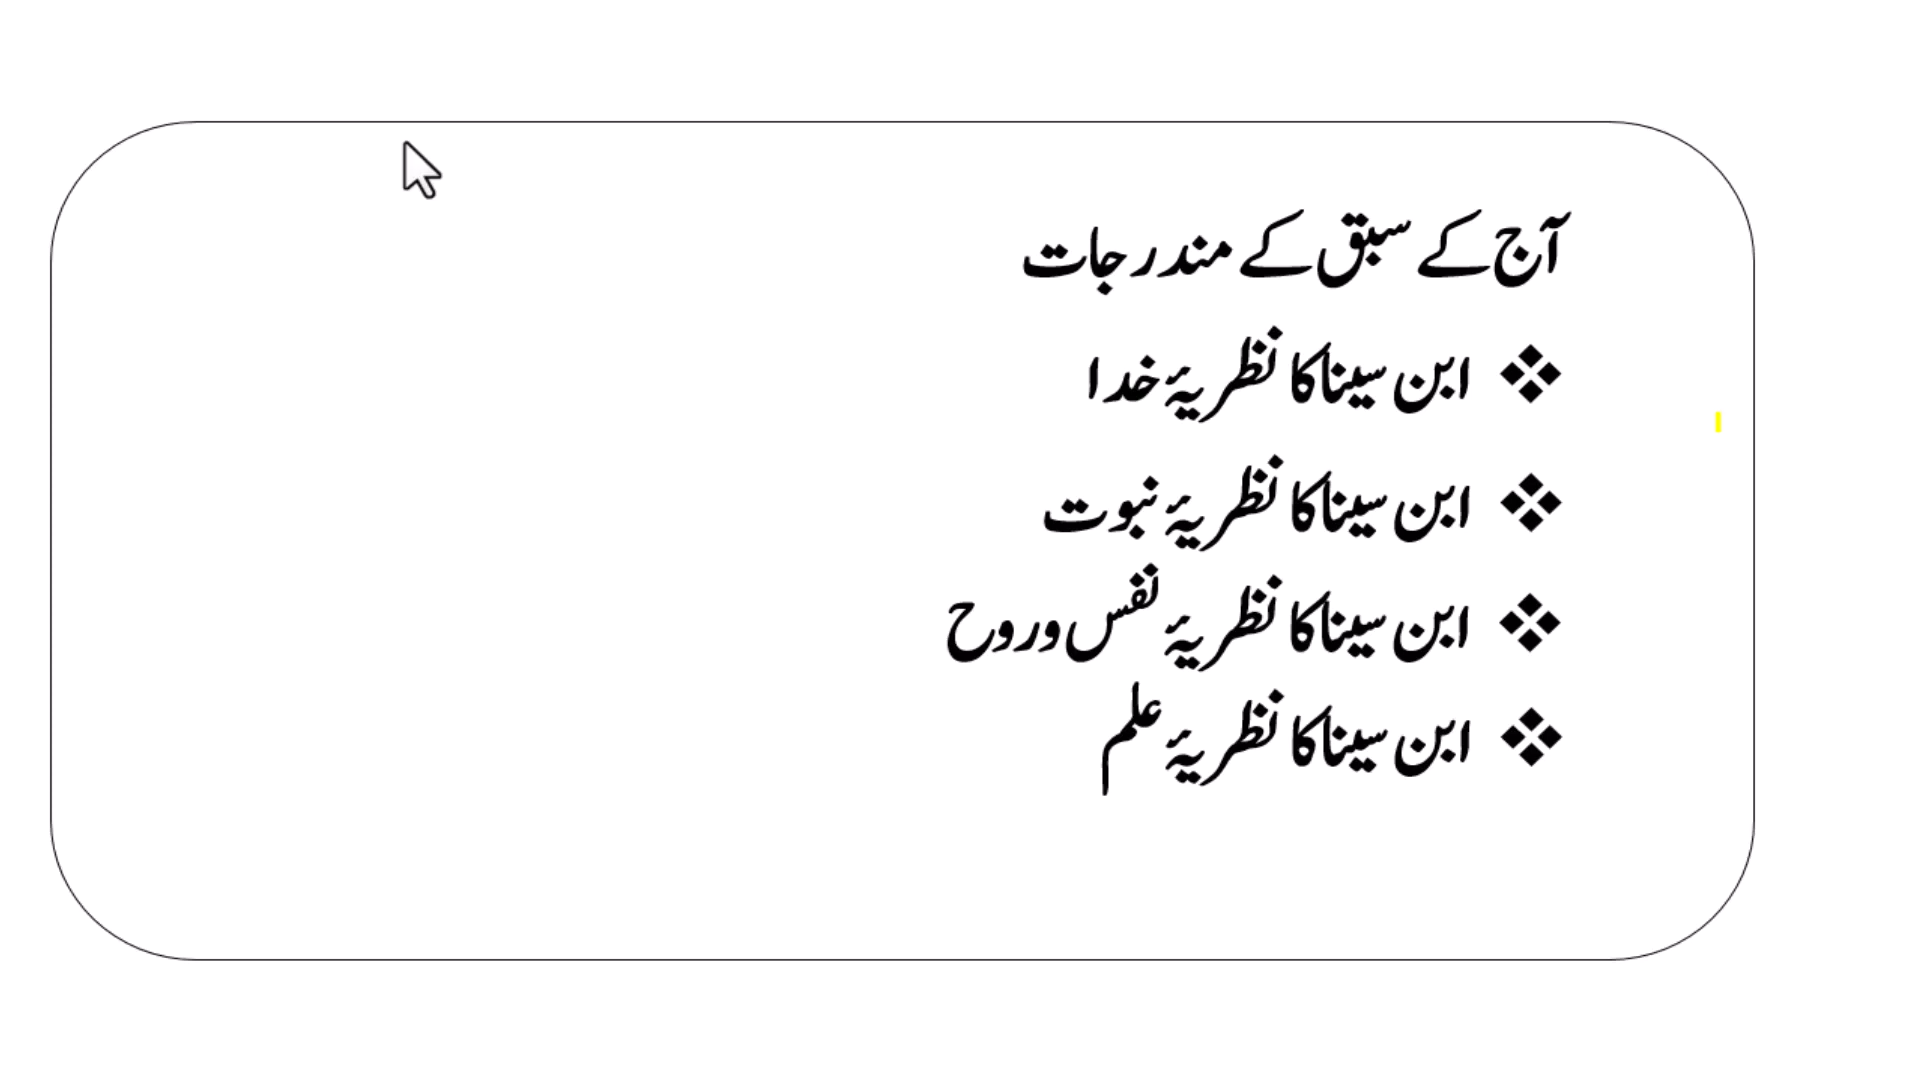 آج کے سبق کے مندرجات
❖ ابن سینا کا نظریۂ خدا
❖ ابن سینا کا نظریۂ نبوت
❖ ابن سینا کا نظریۂ نفس و روح
❖ ابن سینا کا نظریۂ علم